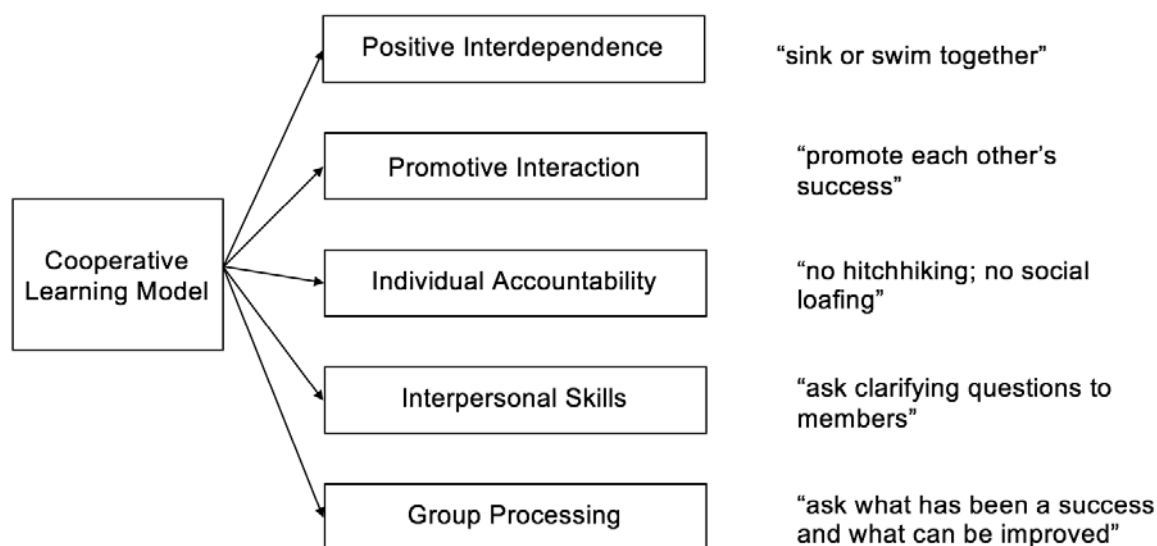 Positive Interdependence
“sink or swim together”
Promotive Interaction
“promote each other’s
success”
Cooperative
Learning Model
Individual Accountability
“no hitchhiking; no social
loafing”
Interpersonal Skills
“ask clarifying questions to
members”
Group Processing
“ask what has been a success
and what can be improved”